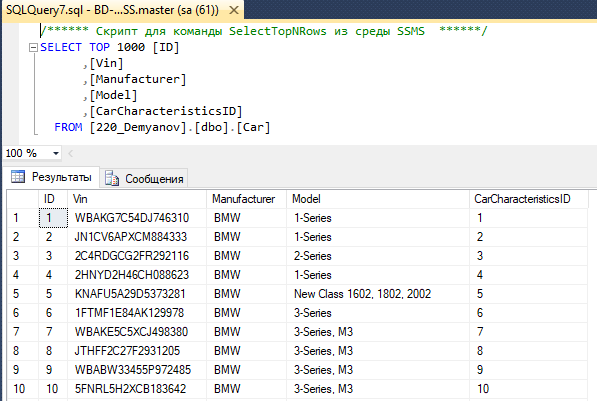 SQLQuery7.sql - BD-...SS.master (sa (61))
/****** Скрипт для команды SelectTopNRows из среды SSMS ******/
SELECT TOP 1000 [ID]
,[Vin]
,[Manufacturer]
,[Model]
,[CarCharacteristicsID]
FROM [220_Demyanov].[dbo].[Car]
100 %
Результаты Сообщения
ID Vin Manufacturer Model CarCharacteristicsID
1 1 WBAKG7C54DJ746310 BMW 1-Series 1
2 2 JN1CV6APXCM884333 BMW 1-Series 2
3 3 2C4RDGCG2FR292116 BMW 2-Series 3
4 4 2HNYD2H46CH088623 BMW 1-Series 4
5 5 KNAFU5A29D5373281 BMW New Class 1602, 1802, 2002 5
6 6 1FTMF1E84AK129978 BMW 3-Series 6
7 7 WBAKE5C5XCJ498380 BMW 3-Series, M3 7
8 8 JTHFF2C27F2931205 BMW 3-Series, M3 8
9 9 WBABW33455P972485 BMW 3-Series, M3 9
10 10 5FNRL5H2XCB183642 BMW 3-Series, M3 10